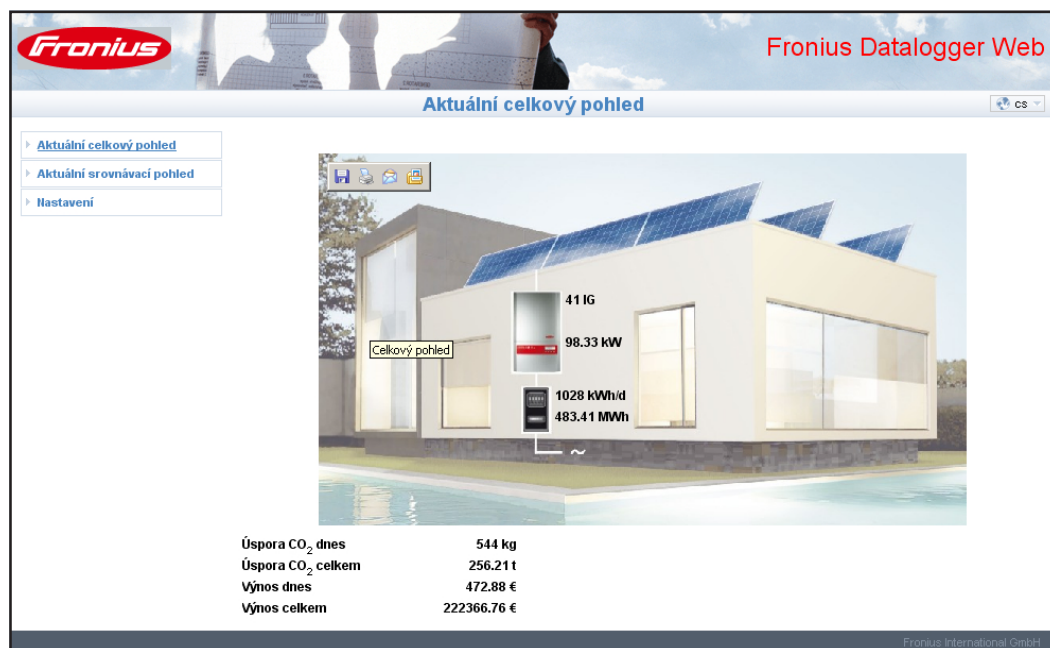 Fronius
Fronius Datalogger Web
Aktuální celkový pohled
cs
Aktuální celkový pohled
Aktuální srovnávací pohled
Nastavení
41 IG
98.33 kW
Celkový pohled
1028 kWh/d
483.41 MWh
~
Úspora CO2 dnes 544 kg
Úspora CO2 celkem 256.21 t
Výnos dnes 472.88 €
Výnos celkem 222366.76 €
Fronius International GmbH